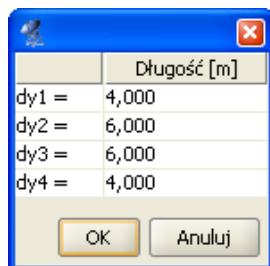 Długość [m]
dy1 = 4,000
dy2 = 6,000
dy3 = 6,000
dy4 = 4,000
OK Anuluj